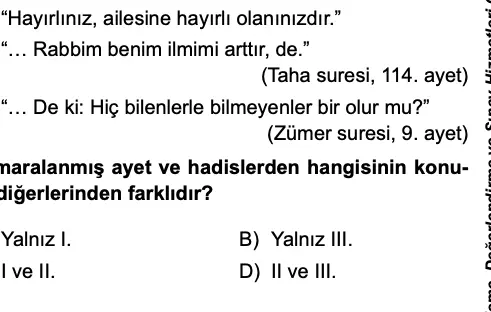 “Hayırlınız, ailesine hayırlı olanınızdır.”
“… Rabbim benim ilmimi arttır, de.”
(Taha suresi, 114. ayet)
“… De ki: Hiç bilenlerle bilmeyenler bir olur mu?”
(Zümer suresi, 9. ayet)
maralanmış ayet ve hadislerden hangisinin konu-
diğerlerinden farklıdır?
Yalnız I.
B) Yalnız III.
I ve II.
D) II ve III.